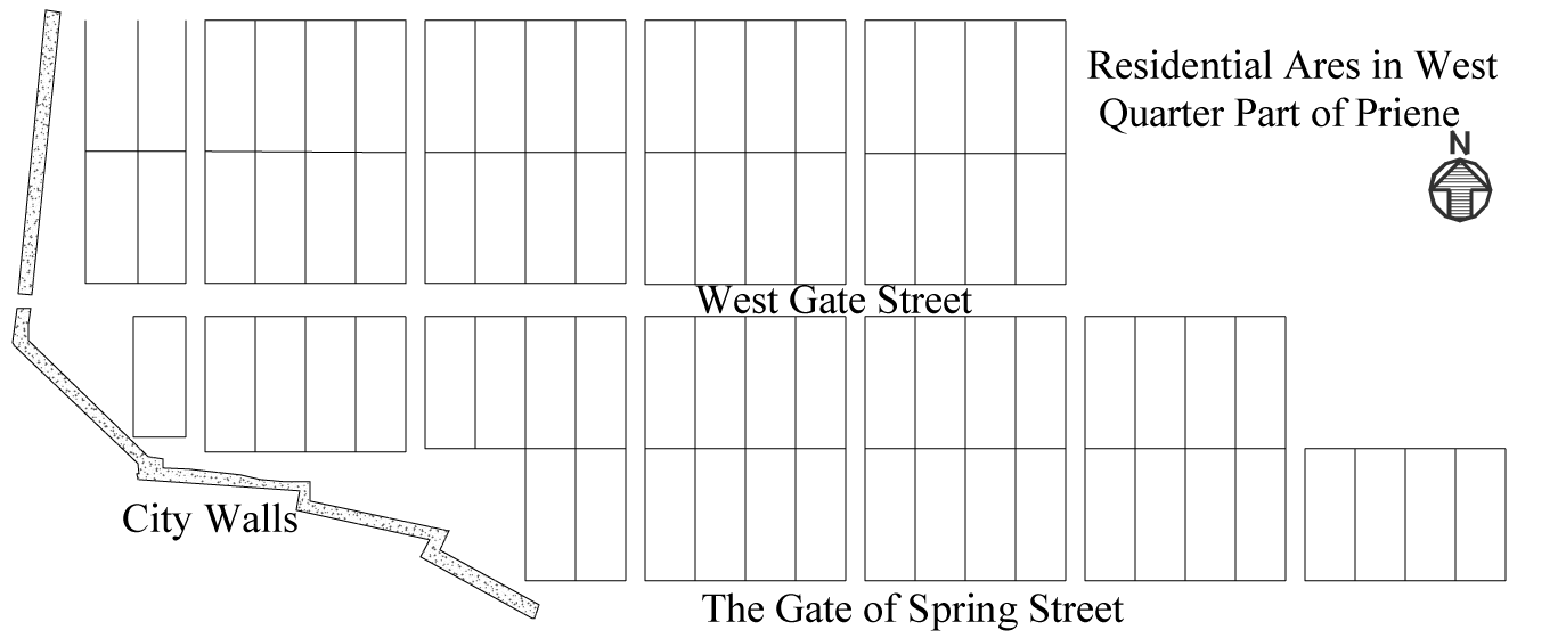 Residential Ares in West
Quarter Part of Priene
N
West Gate Street
City Walls
The Gate of Spring Street